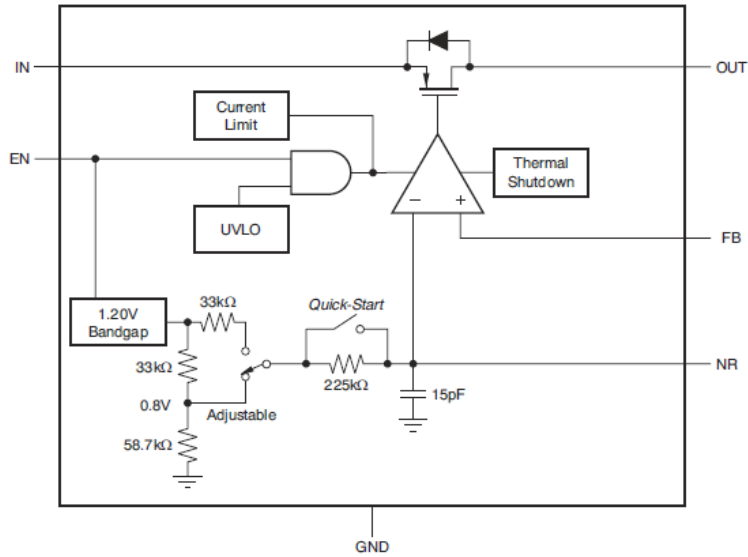 IN
OUT
Current
Limit
EN
Thermal
Shutdown
UVLO
−
+
FB
Quick-Start
33kΩ
1.20V
Bandgap
NR
33kΩ
225kΩ
15pF
0.8V
Adjustable
58.7kΩ
GND